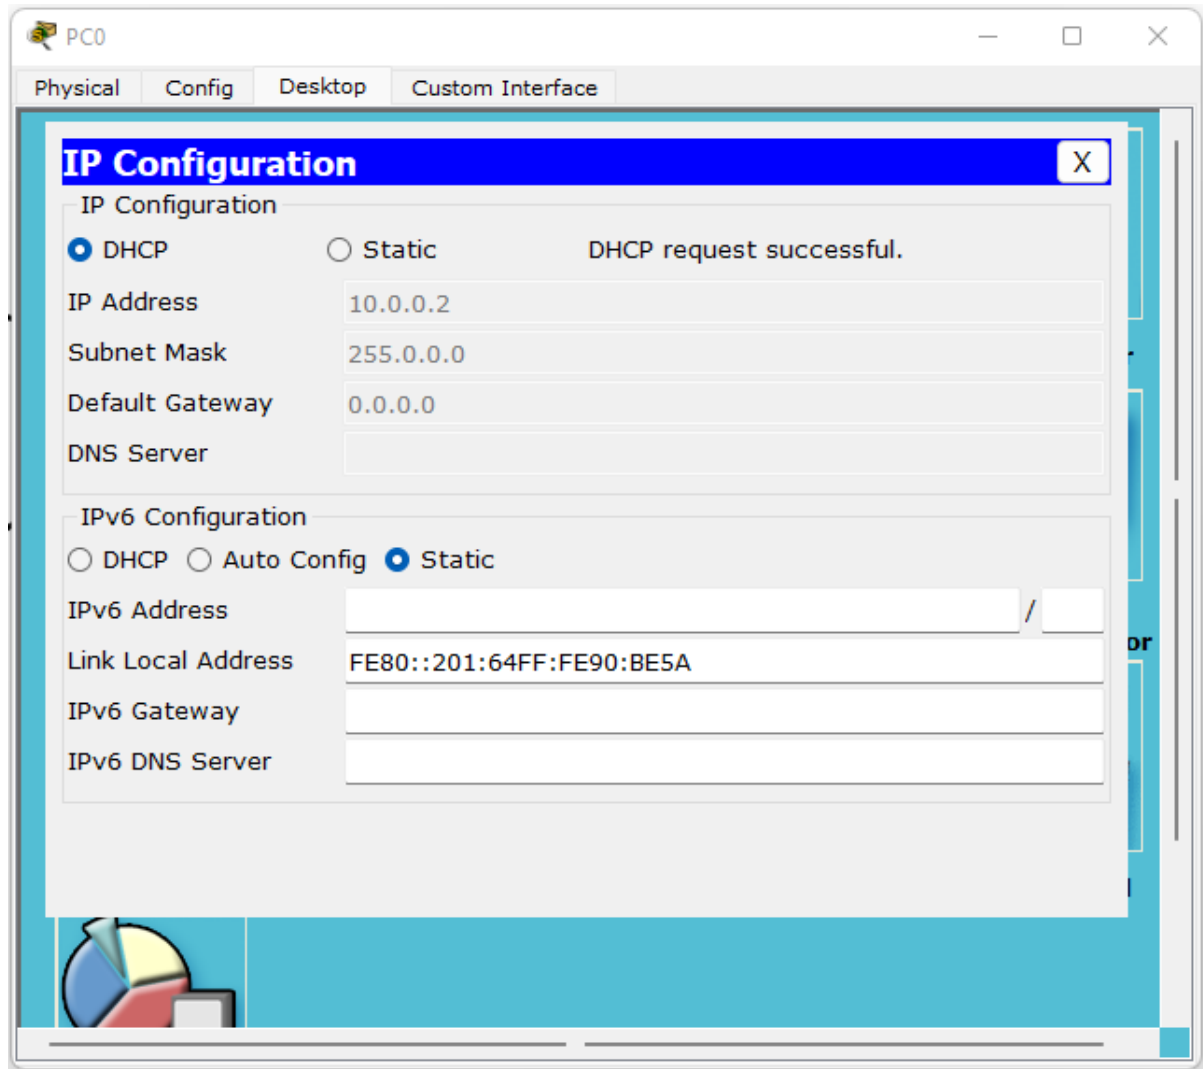 PC0
Physical Config Desktop Custom Interface
IP Configuration X
IP Configuration
DHCP Static DHCP request successful.
IP Address 10.0.0.2
Subnet Mask 255.0.0.0
Default Gateway 0.0.0.0
DNS Server
IPv6 Configuration
DHCP Auto Config Static
IPv6 Address /
Link Local Address FE80::201:64FF:FE90:BE5A
IPv6 Gateway
IPv6 DNS Server
or